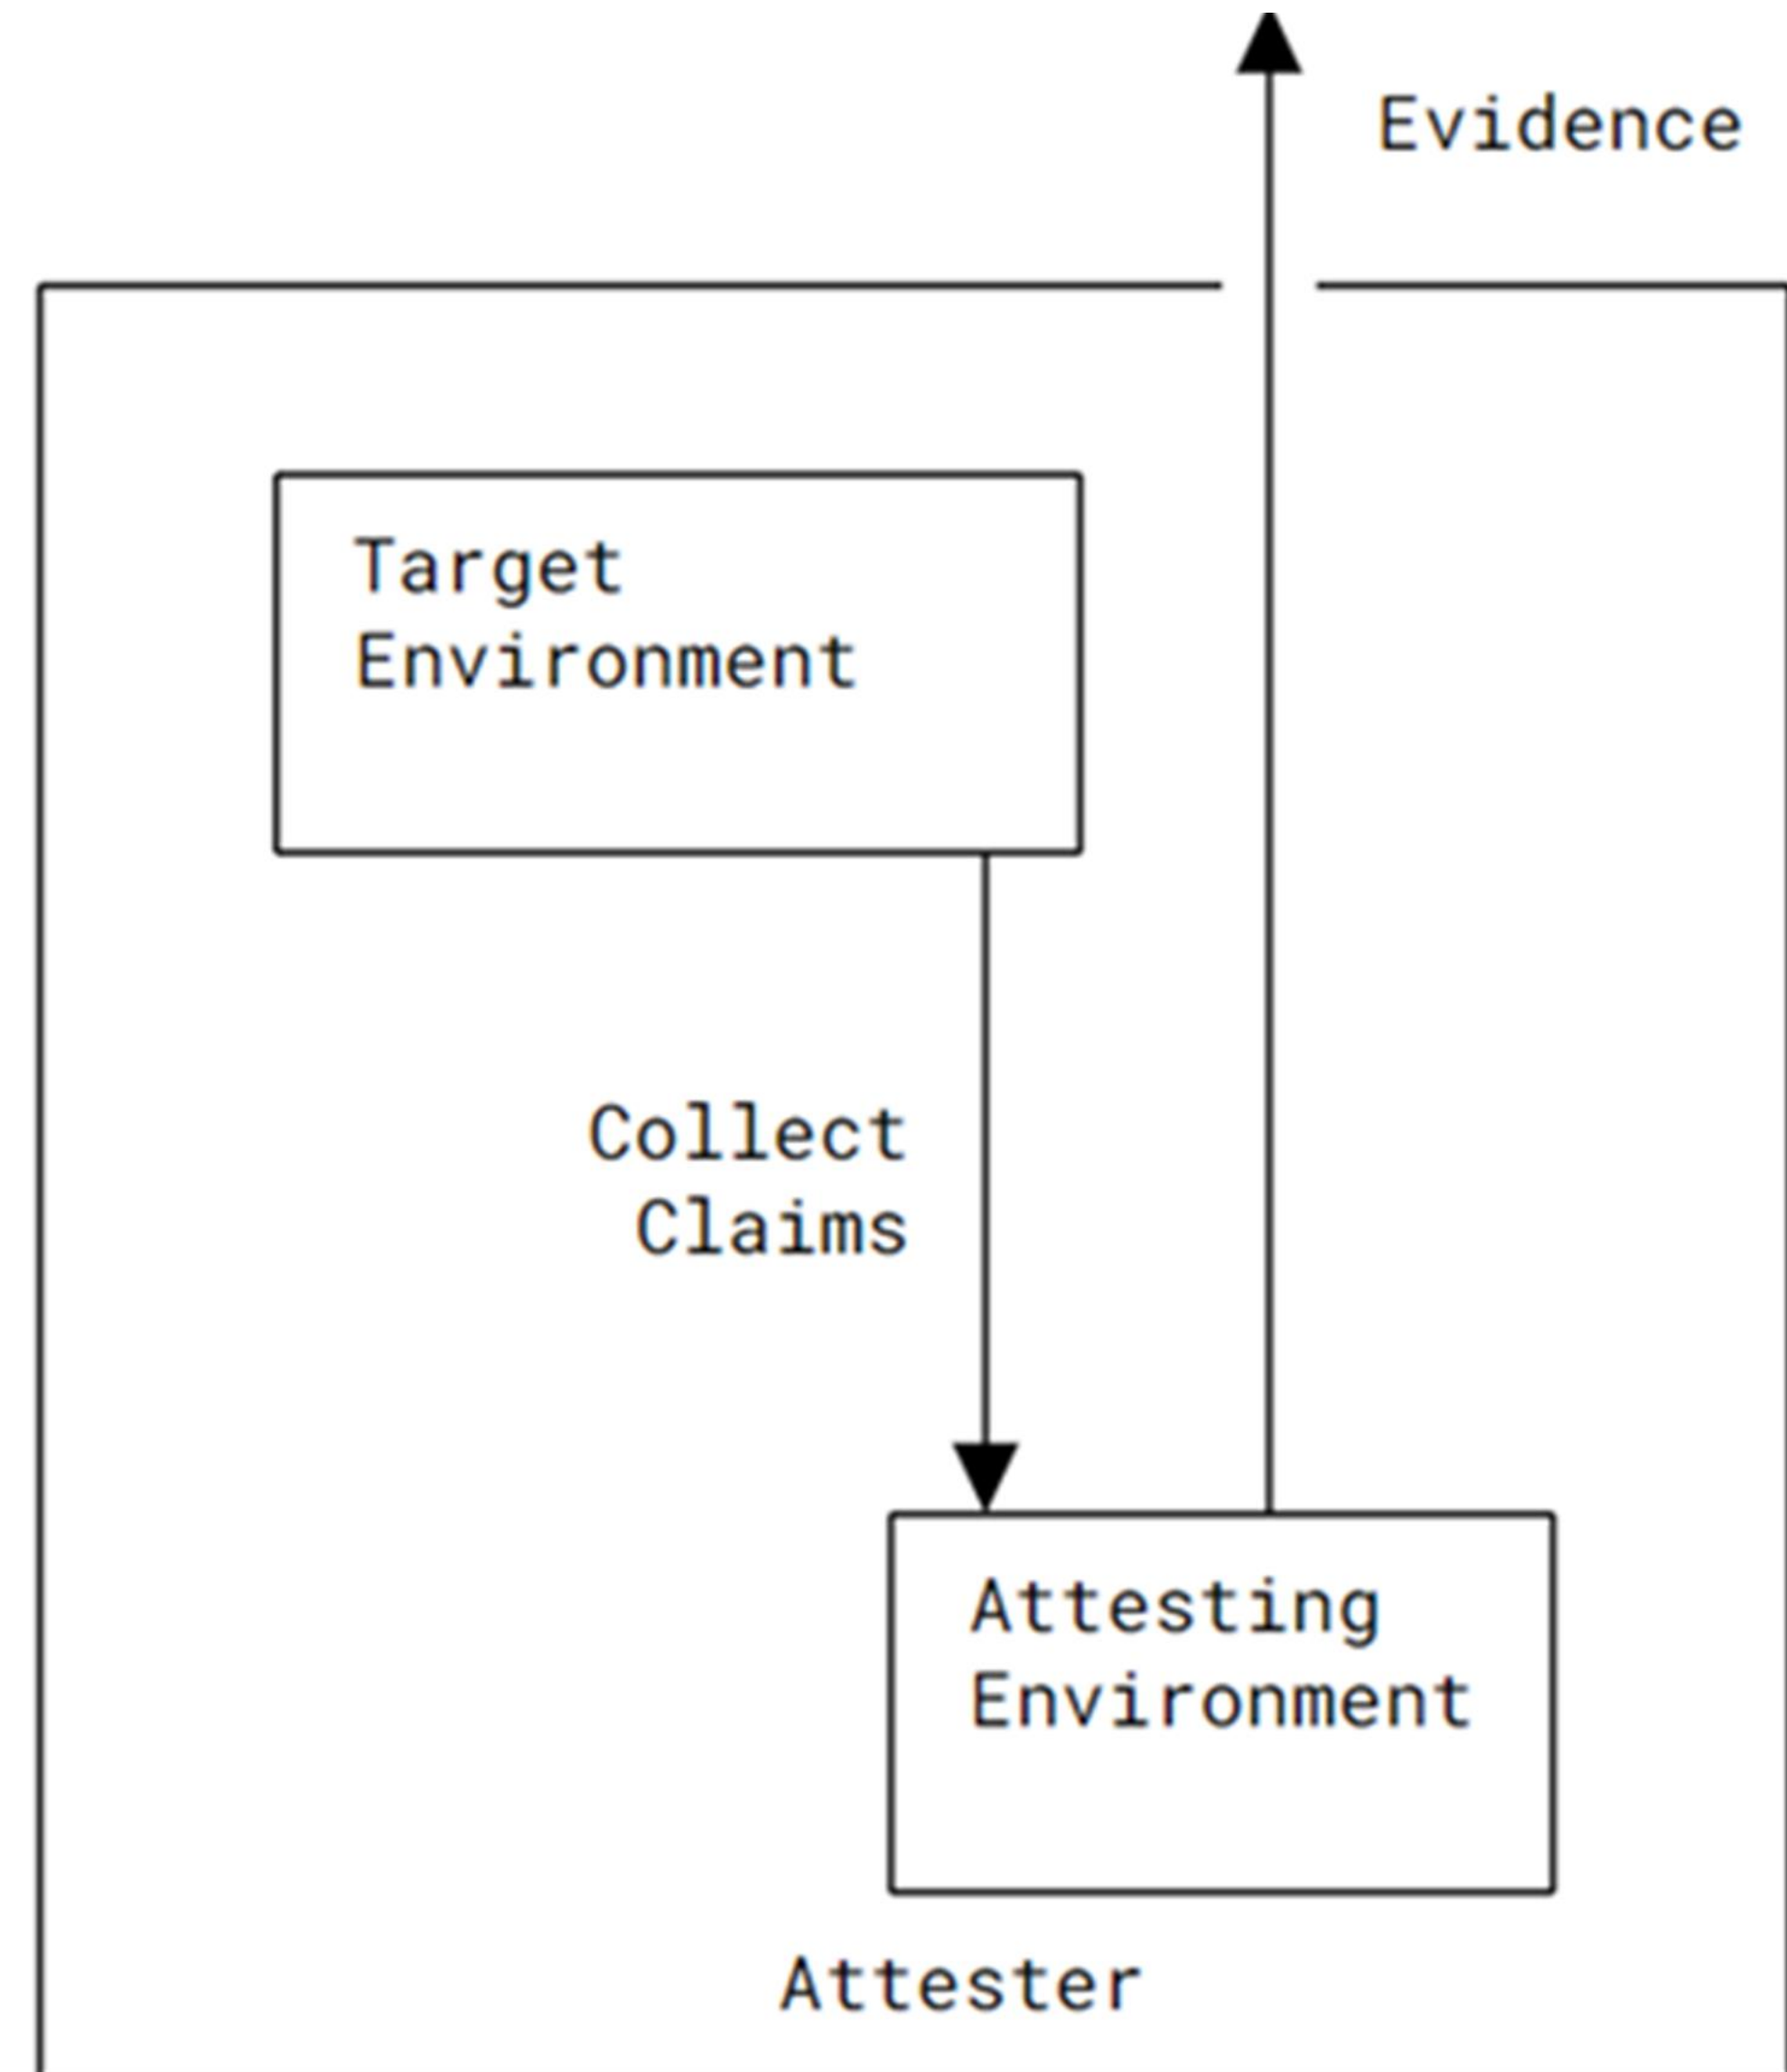 Evidence
Target
Environment
Collect
Claims
Attesting
Environment
Attester